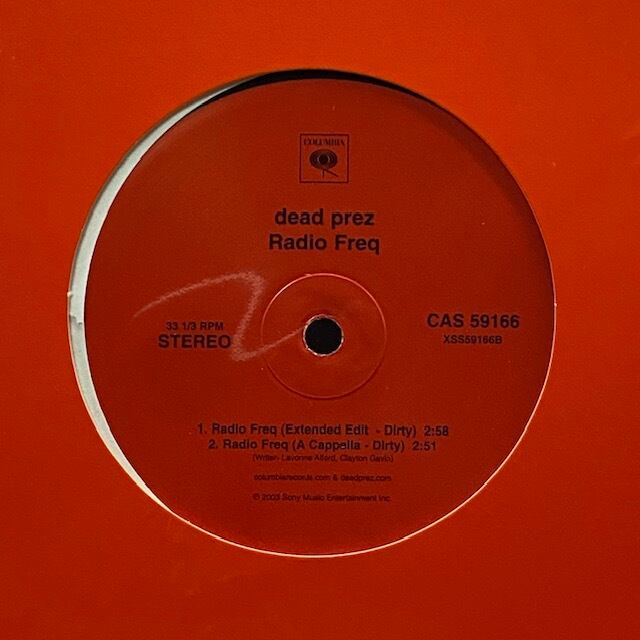 COLUMBIA
dead prez
Radio Freq
33 1/3 RPM
STEREO
CAS 59166
XSS59166B
1. Radio Freq (Extended Edit - Dirty) 2:58
2. Radio Freq (A Cappella - Dirty) 2:51
(Written Lavonne Alford, Clayton Gavin)
columbiarecords.com & deadprez.com
© 2003 Sony Music Entertainment Inc.